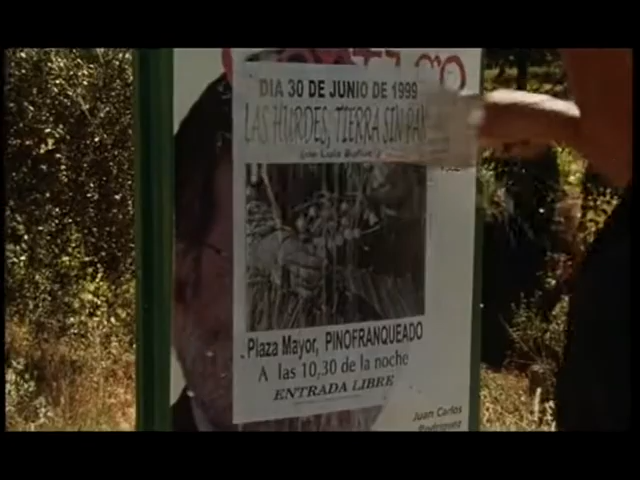 DIA 30 DE JUNIO DE 1999
LAS HURDES, TIERRA SIN PAN
Plaza Mayor, PINOFRANQUEADO
A las 10,30 de la noche
ENTRADA LIBRE
Juan Carlos
Rodríguez